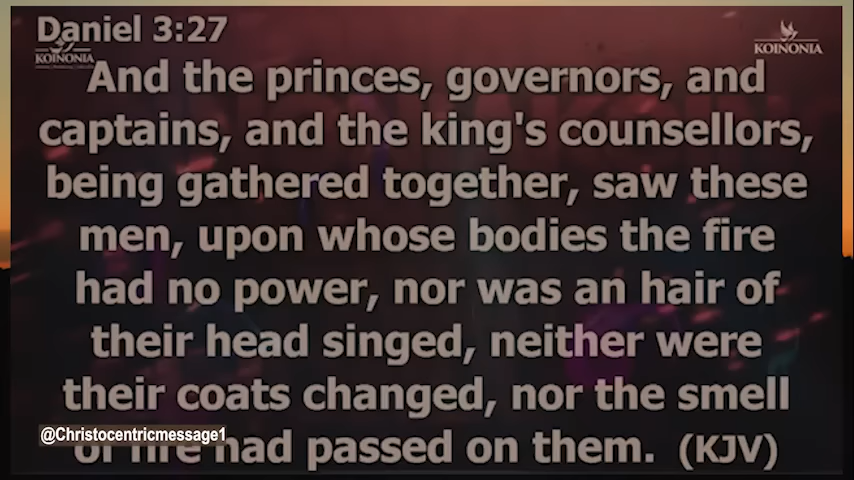 Daniel 3:27
KOINONIA
KOINONIA
And the princes, governors, and
captains, and the king's counsellors,
being gathered together, saw these
men, upon whose bodies the fire
had no power, nor was an hair of
their head singed, neither were
their coats changed, nor the smell
@Christocentricmessage1
of fire had passed on them. (KJV)